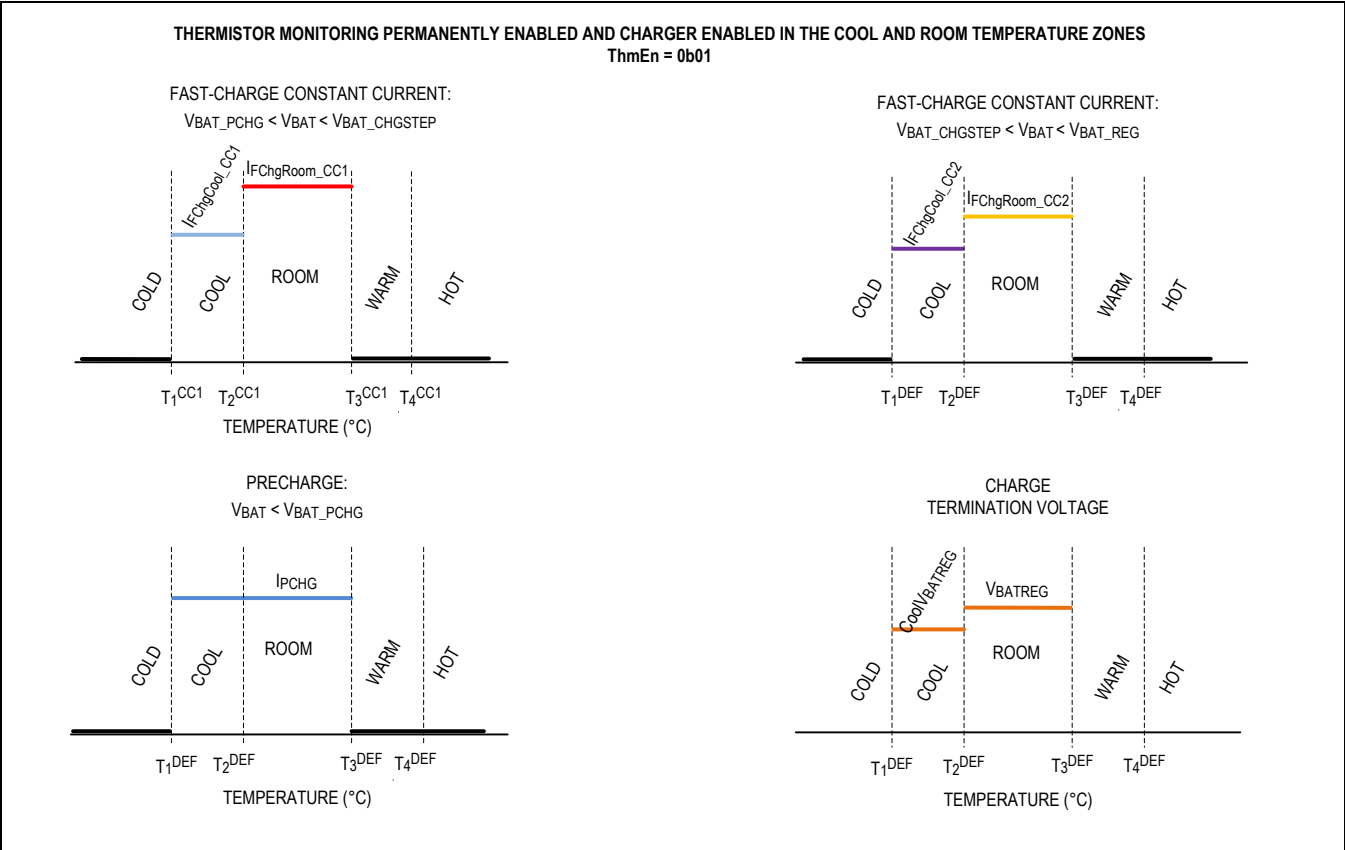 THERMISTOR MONITORING PERMANENTLY ENABLED AND CHARGER ENABLED IN THE COOL AND ROOM TEMPERATURE ZONES
ThmEn = 0b01
FAST-CHARGE CONSTANT CURRENT:
VBAT_PCHG < VBAT < VBAT_CHGSTEP
IFChgCool_CC1
IFChgRoom_CC1
COLD
COOL
ROOM
WARM
HOT
T1CC1 T2CC1 T3CC1 T4CC1
TEMPERATURE (°C)
FAST-CHARGE CONSTANT CURRENT:
VBAT_CHGSTEP < VBAT < VBAT_REG
IFChgCool_CC2
IFChgRoom_CC2
COLD
COOL
ROOM
WARM
HOT
T1DEF T2DEF T3DEF T4DEF
PRECHARGE:
VBAT < VBAT_PCHG
IPCHG
COLD
COOL
ROOM
WARM
HOT
T1DEF T2DEF T3DEF T4DEF
TEMPERATURE (°C)
CHARGE
TERMINATION VOLTAGE
CoolVBATREG
VBATREG
COLD
COOL
ROOM
WARM
HOT
T1DEF T2DEF T3DEF T4DEF
TEMPERATURE (°C)